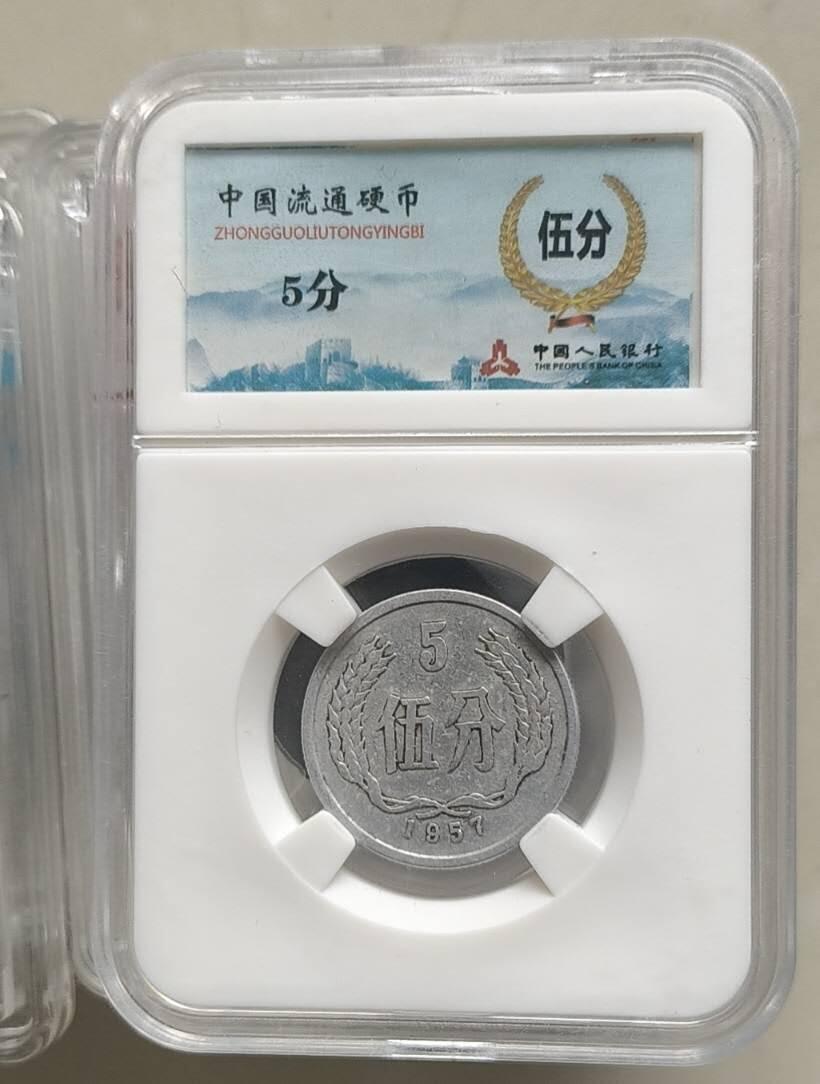 中国流通硬币
ZHONGGUOLIUTONGYINGBI
5分
伍分
中国人民银行
THE PEOPLE'S BANK OF CHINA
5
伍分
1957